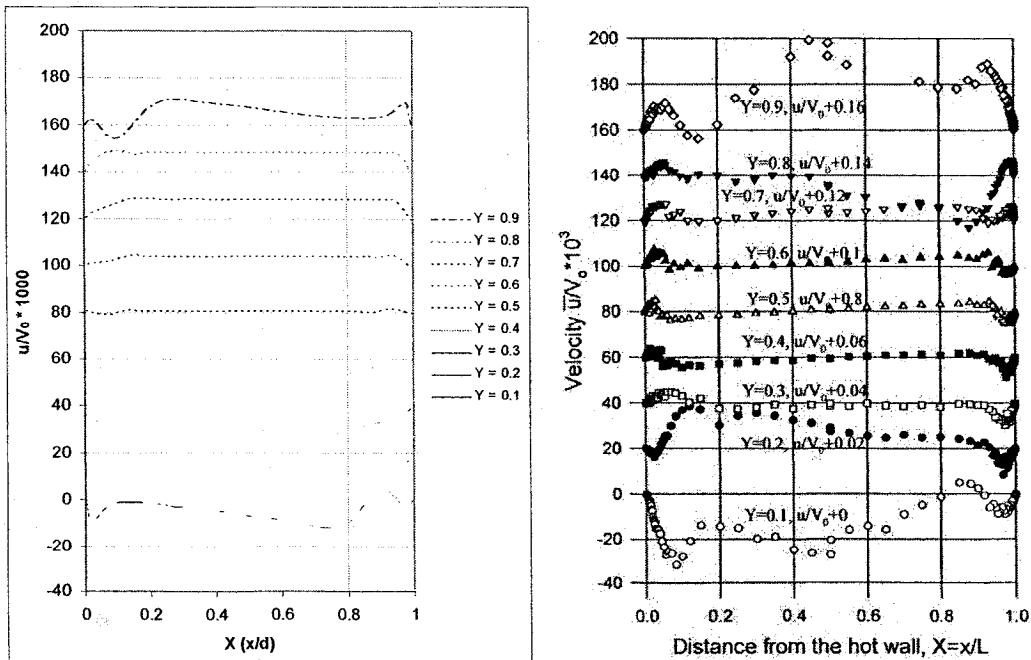 200
180
160
140
120
100
80
60
40
20
0
-20
-40
u/V₀ * 1000
0
0.2
0.4
0.6
0.8
1
X (x/d)
Y = 0.9
Y = 0.8
Y = 0.7
Y = 0.6
Y = 0.5
Y = 0.4
Y = 0.3
Y = 0.2
Y = 0.1
200
180
160
140
120
100
80
60
40
20
0
-20
-40
Velocity u̅/V₀*10³
Y=0.9, u/V₀+0.16
Y=0.8, u/V₀+0.14
Y=0.7, u/V₀+0.12
Y=0.6, u/V₀+0.1
Y=0.5, u/V₀+0.8
Y=0.4, u/V₀+0.06
Y=0.3, u/V₀+0.04
Y=0.2, u/V₀+0.02
Y=0.1, u/V₀+0
0.0
0.2
0.4
0.6
0.8
1.0
Distance from the hot wall, X=x/L